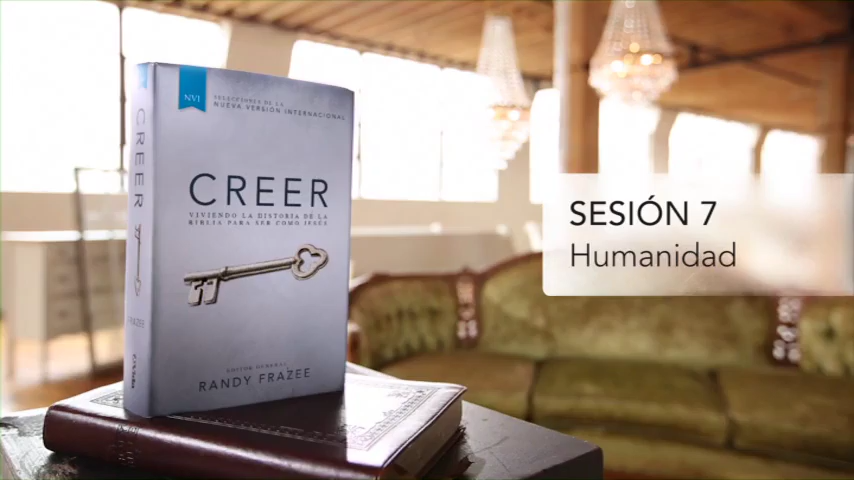 NVI
SELECCIONES DE LA
NUEVA VERSIÓN INTERNACIONAL
CREER
VIVIENDO LA HISTORIA DE LA
BIBLIA PARA SER COMO JESÚS
EDITOR GENERAL
RANDY FRAZEE
CREER
FRAZEE
SESIÓN 7
Humanidad